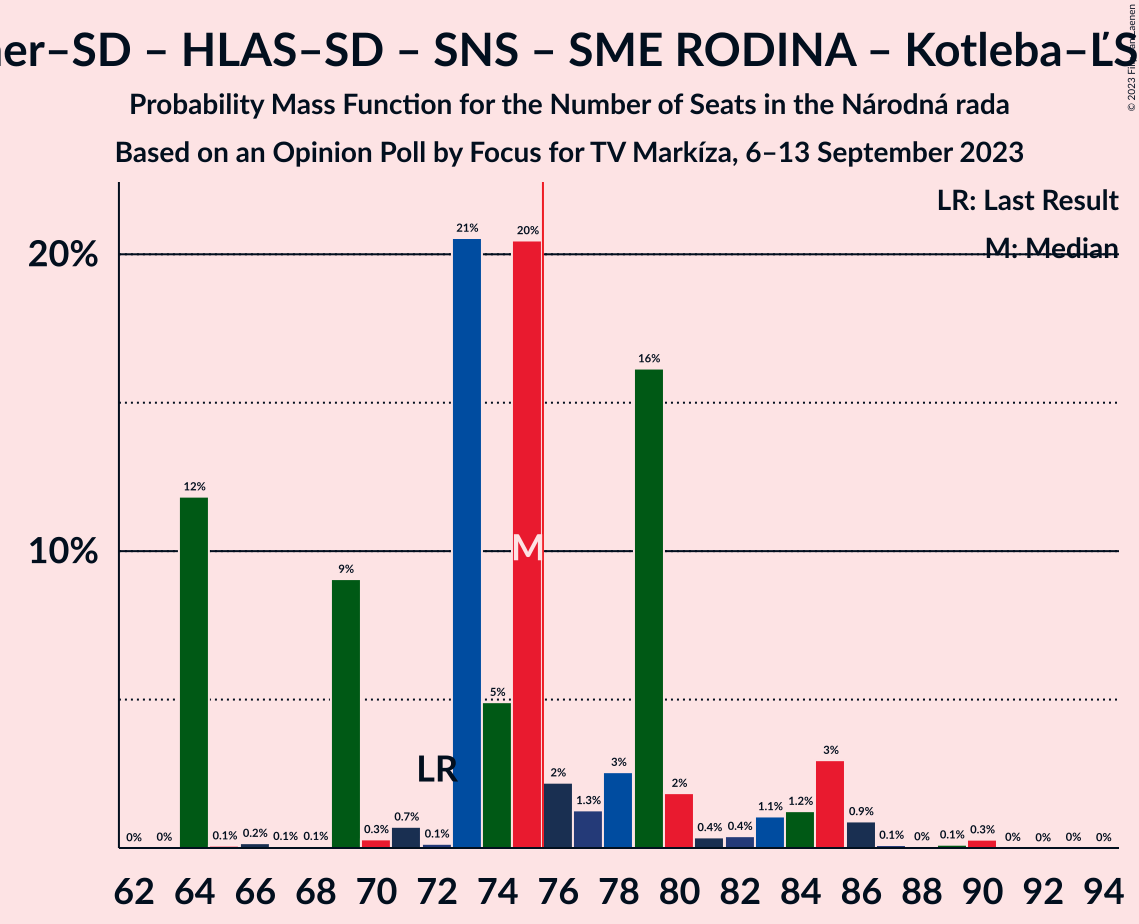 er–SD – HLAS–SD – SNS – SME RODINA – Kotleba–ĽS
Probability Mass Function for the Number of Seats in the Národná rada
Based on an Opinion Poll by Focus for TV Markíza, 6–13 September 2023
© 2023
LR: Last Result
M: Median
20%
10%
0% 0% 12% 0.1% 0.2% 0.1% 0.1% 9% 0.3% 0.7% 0.1% 21% 5% 20% 2% 1.3% 3% 16% 2% 0.4% 0.4% 1.1% 1.2% 3% 0.9% 0.1% 0% 0.1% 0.3% 0% 0% 0% 0%
LR
M
62 64 66 68 70 72 74 76 78 80 82 84 86 88 90 92 94